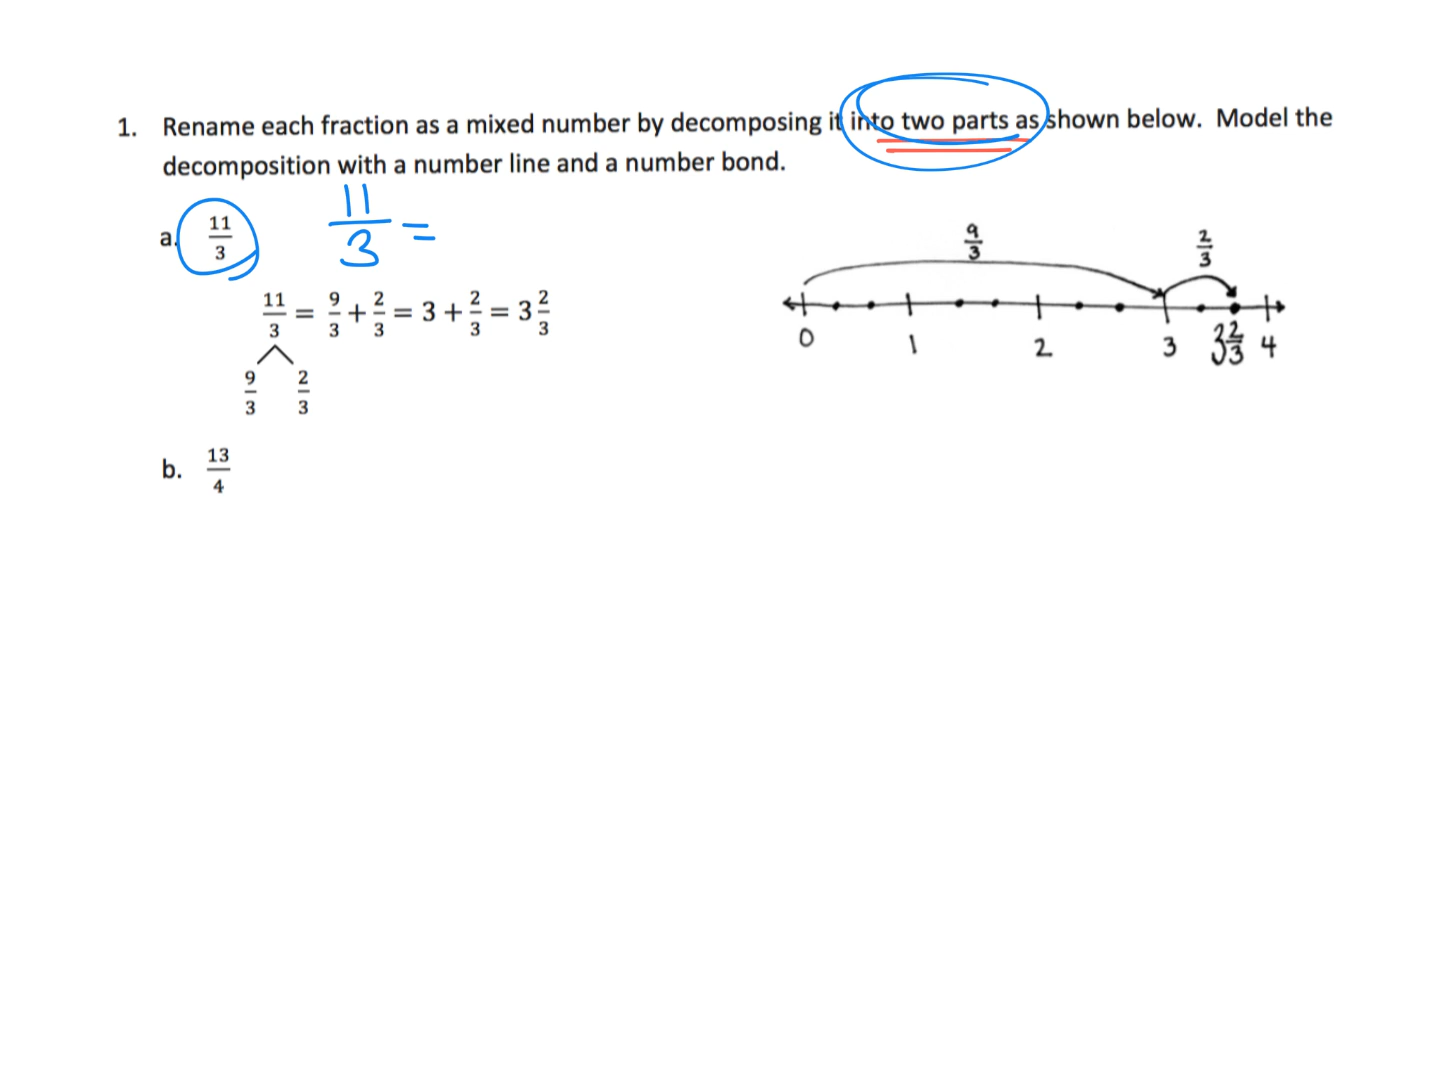 1. Rename each fraction as a mixed number by decomposing it into two parts as shown below. Model the
decomposition with a number line and a number bond.
a. 11/3
11/3 =
11/3 = 9/3 + 2/3 = 3 + 2/3 = 3 2/3
9/3 2/3
9/3 2/3
0 1 2 3 3 2/3 4
b. 13/4